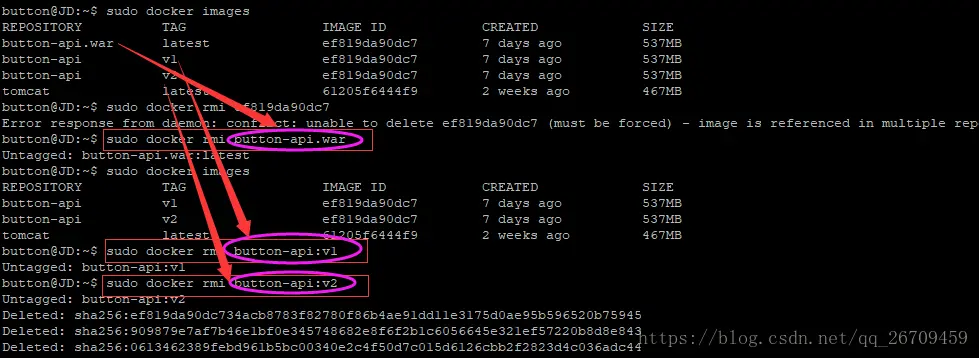 button@JD:~$ sudo docker images
REPOSITORY TAG IMAGE ID CREATED SIZE
button-api.war latest ef819da90dc7 7 days ago 537MB
button-api v1 ef819da90dc7 7 days ago 537MB
button-api v2 ef819da90dc7 7 days ago 537MB
tomcat latest 61205f6444f9 2 weeks ago 467MB
button@JD:~$ sudo docker rmi ef819da90dc7
Error response from daemon: conflict: unable to delete ef819da90dc7 (must be forced) - image is referenced in multiple rep
button@JD:~$ sudo docker rmi button-api.war
Untagged: button-api.war:latest
button@JD:~$ sudo docker images
REPOSITORY TAG IMAGE ID CREATED SIZE
button-api v1 ef819da90dc7 7 days ago 537MB
button-api v2 ef819da90dc7 7 days ago 537MB
tomcat latest 61205f6444f9 2 weeks ago 467MB
button@JD:~$ sudo docker rmi button-api:v1
Untagged: button-api:v1
button@JD:~$ sudo docker rmi button-api:v2
Untagged: button-api:v2
Deleted: sha256:ef819da90dc734acb8783f82780f86b4ae91dd11e3175d0ae95b596520b75945
Deleted: sha256:909879e7af7b46e1bf0e345748682e8f6f2b1c6056645e321ef57220b8d8e843
Deleted: sha256:0613462389febd961b5bc00340e2c4f50d7c015d6126cbb2f2823d4c036adc44
https://blog.csdn.net/qq_26709459